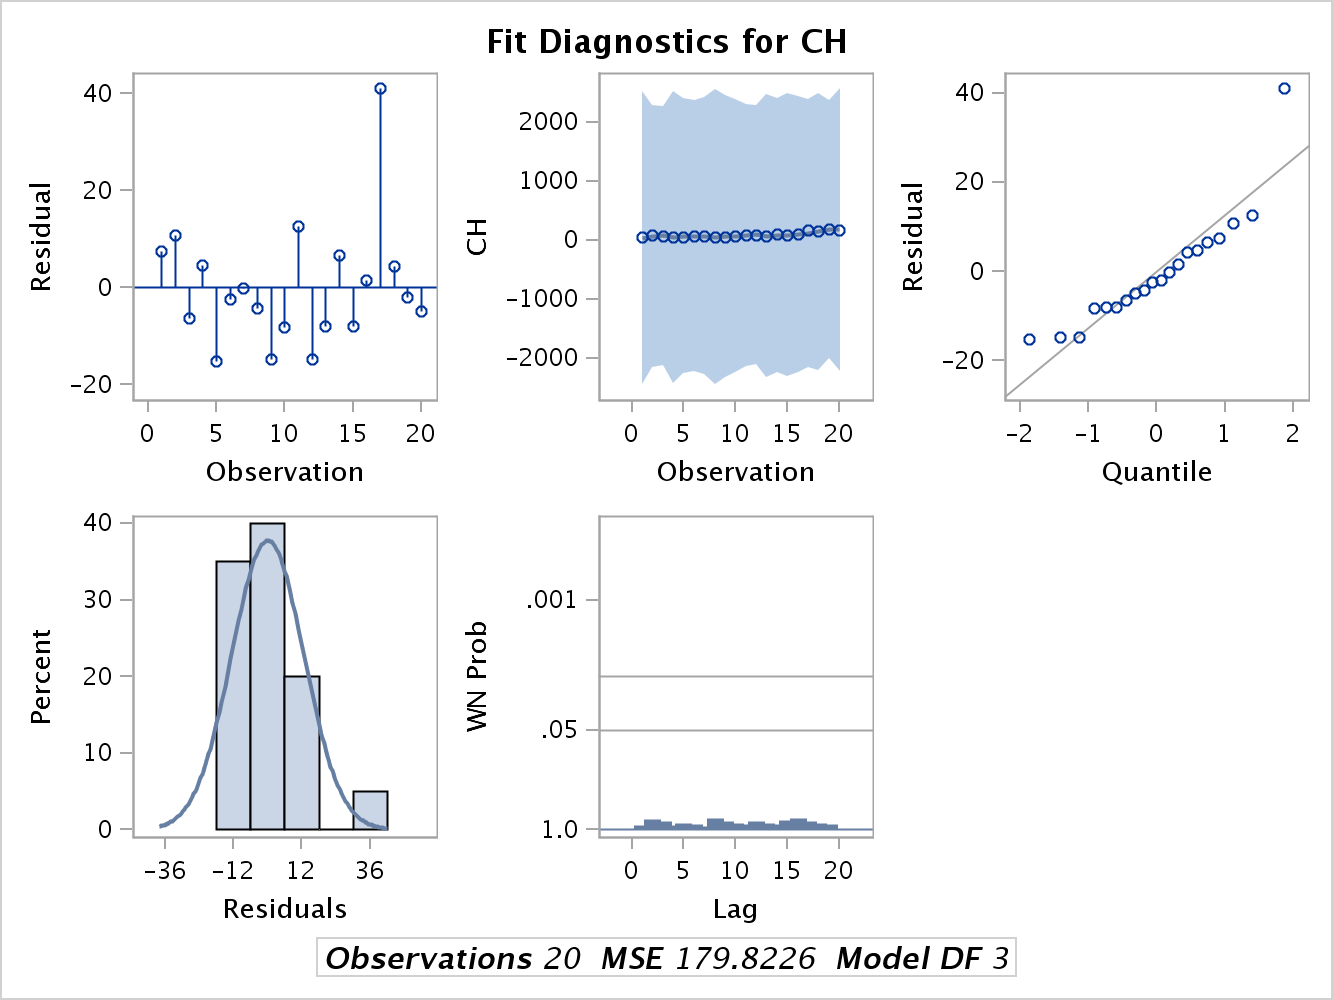 Fit Diagnostics for CH
40
20
0
-20
Residual
0 5 10 15 20
Observation
2000
1000
0
-1000
-2000
CH
0 5 10 15 20
Observation
40
20
0
-20
Residual
-2 -1 0 1 2
Quantile
40
30
20
10
0
Percent
-36 -12 12 36
Residuals
.001
.05
1.0
WN Prob
0 5 10 15 20
Lag
Observations 20 MSE 179.8226 Model DF 3